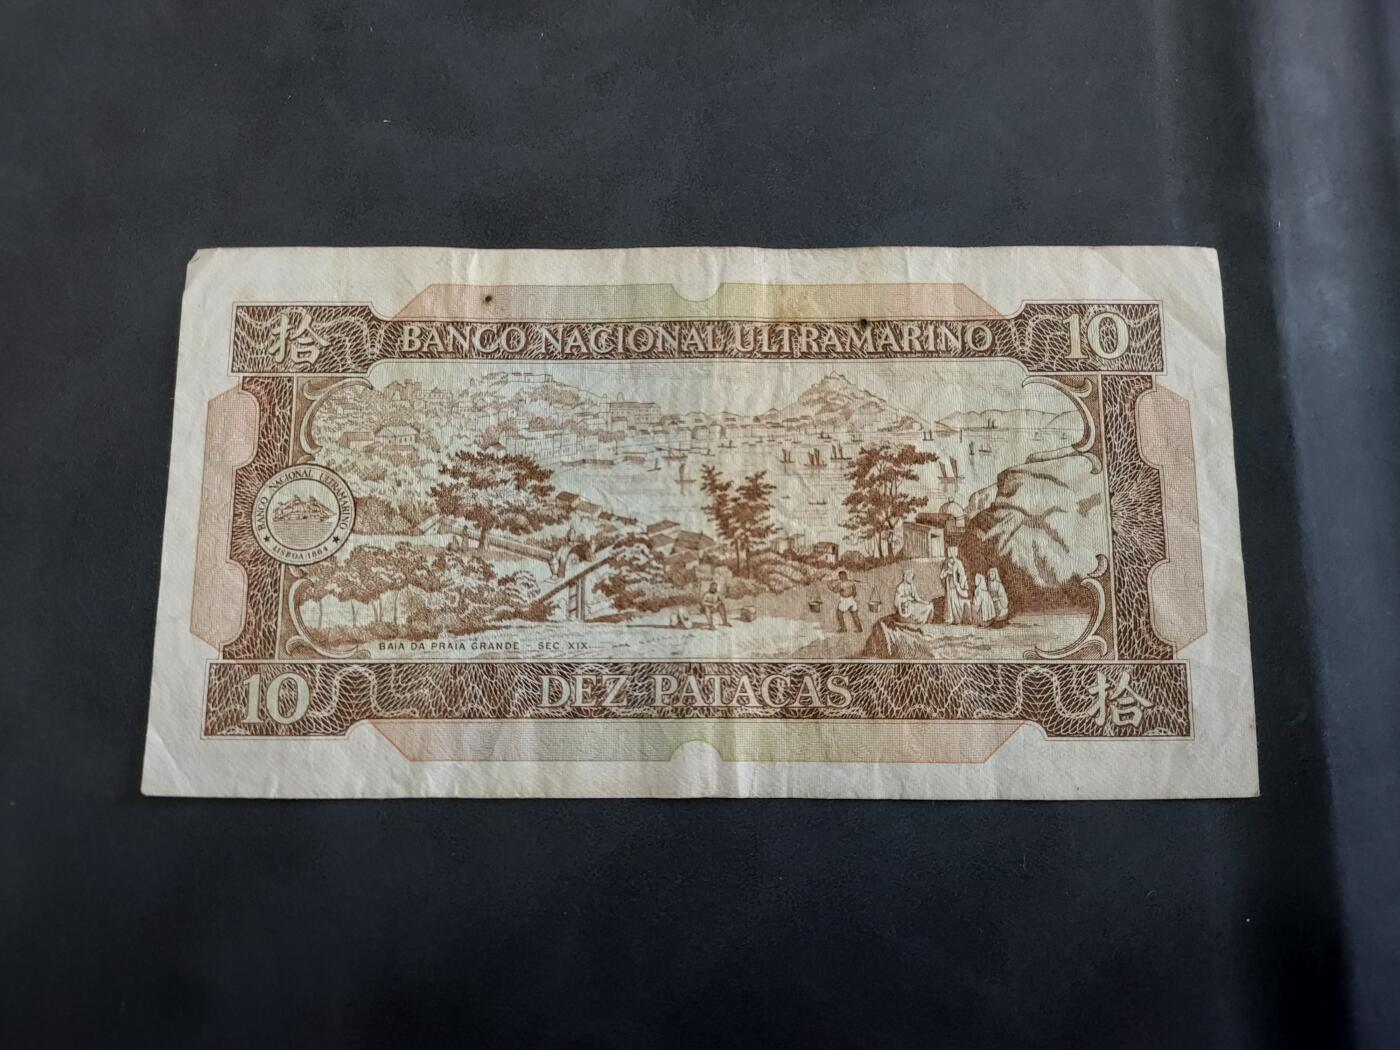 拾 BANCO NACIONAL ULTRAMARINO 10
BANCO NACIONAL ULTRAMARINO
LISBOA 1864
BAIA DA PRAIA GRANDE - SEC. XIX
10 DEZ PATACAS 拾